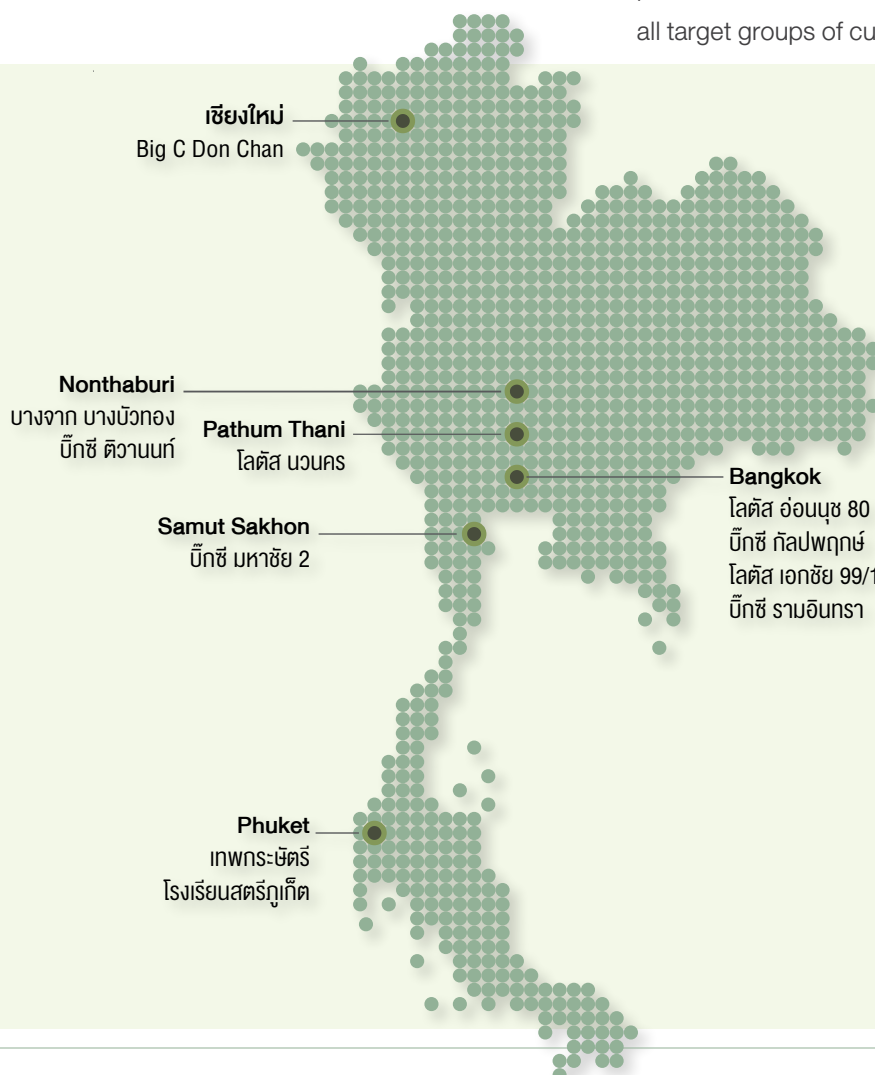 all target groups of cu
เชียงใหม่
Big C Don Chan
Nonthaburi
บางจาก บางบัวทอง
บิ๊กซี ติวานนท์
Pathum Thani
โลตัส นวนคร
Samut Sakhon
บิ๊กซี มหาชัย 2
Bangkok
โลตัส อ่อนนุช 80
บิ๊กซี กัลปพฤกษ์
โลตัส เอกชัย 99/1
บิ๊กซี รามอินทรา
Phuket
เทพกระษัตรี
โรงเรียนสตรีภูเก็ต